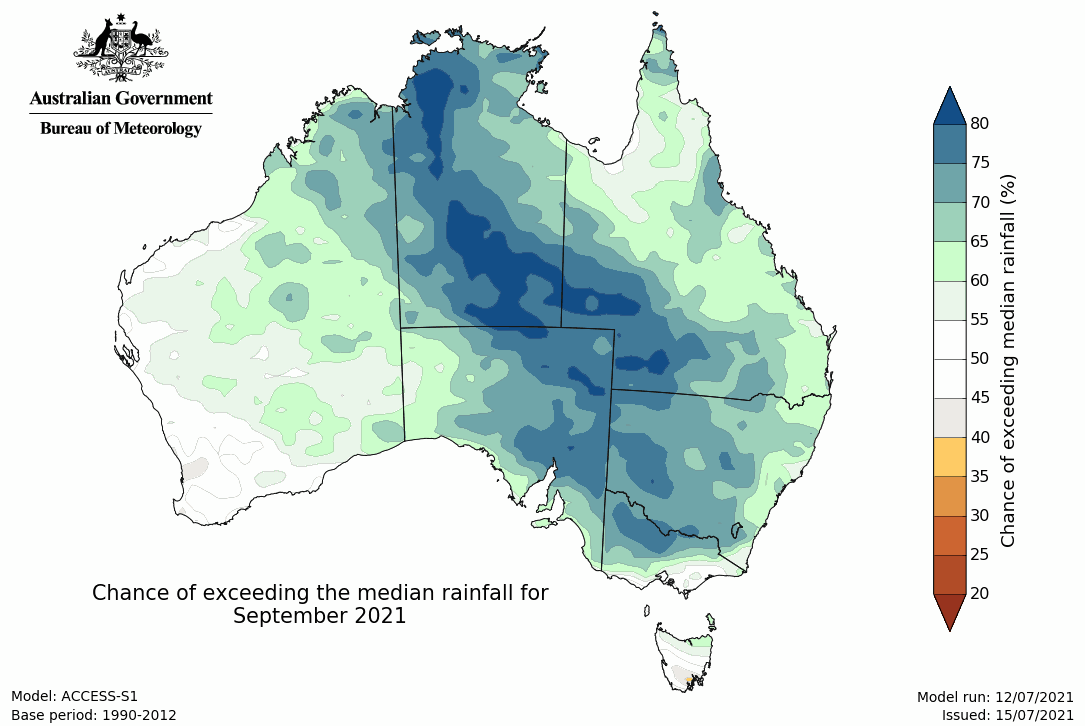 Australian Government
Bureau of Meteorology
80
75
70
65
60
55
50
45
40
35
30
25
20
Chance of exceeding median rainfall (%)
Chance of exceeding the median rainfall for
September 2021
Model: ACCESS-S1
Base period: 1990-2012
Model run: 12/07/2021
Issued: 15/07/2021